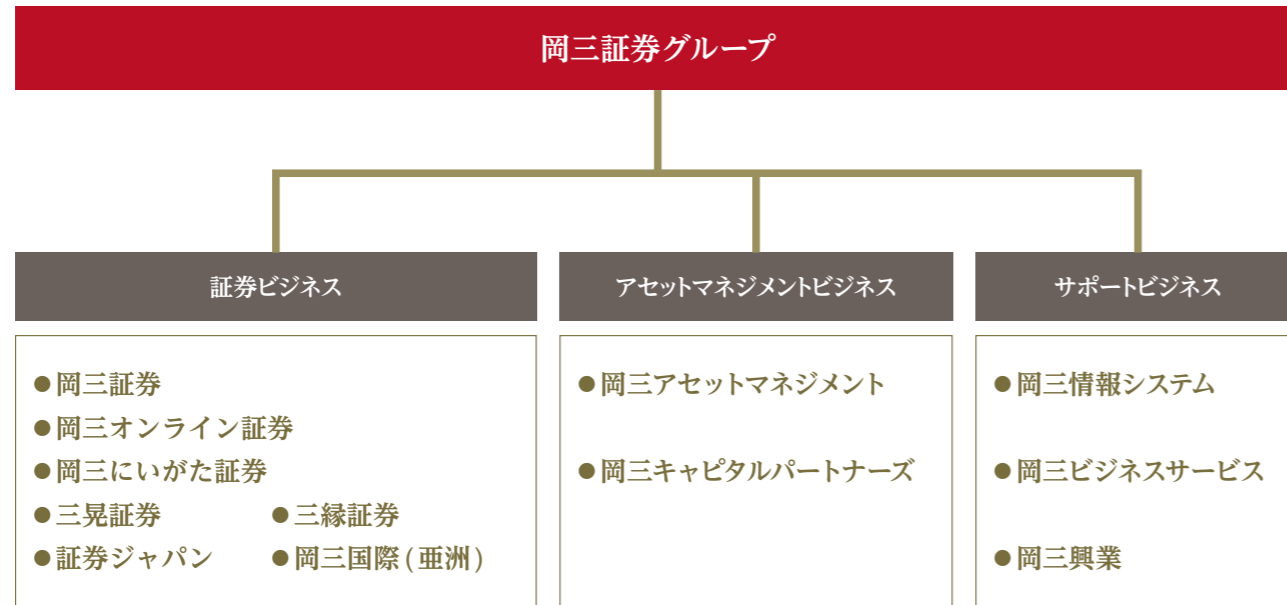 岡三証券グループ
証券ビジネス
●岡三証券
●岡三オンライン証券
●岡三にいがた証券
●三晃証券 ●三縁証券
●証券ジャパン ●岡三国際(亜洲)
アセットマネジメントビジネス
●岡三アセットマネジメント
●岡三キャピタルパートナーズ
サポートビジネス
●岡三情報システム
●岡三ビジネスサービス
●岡三興業